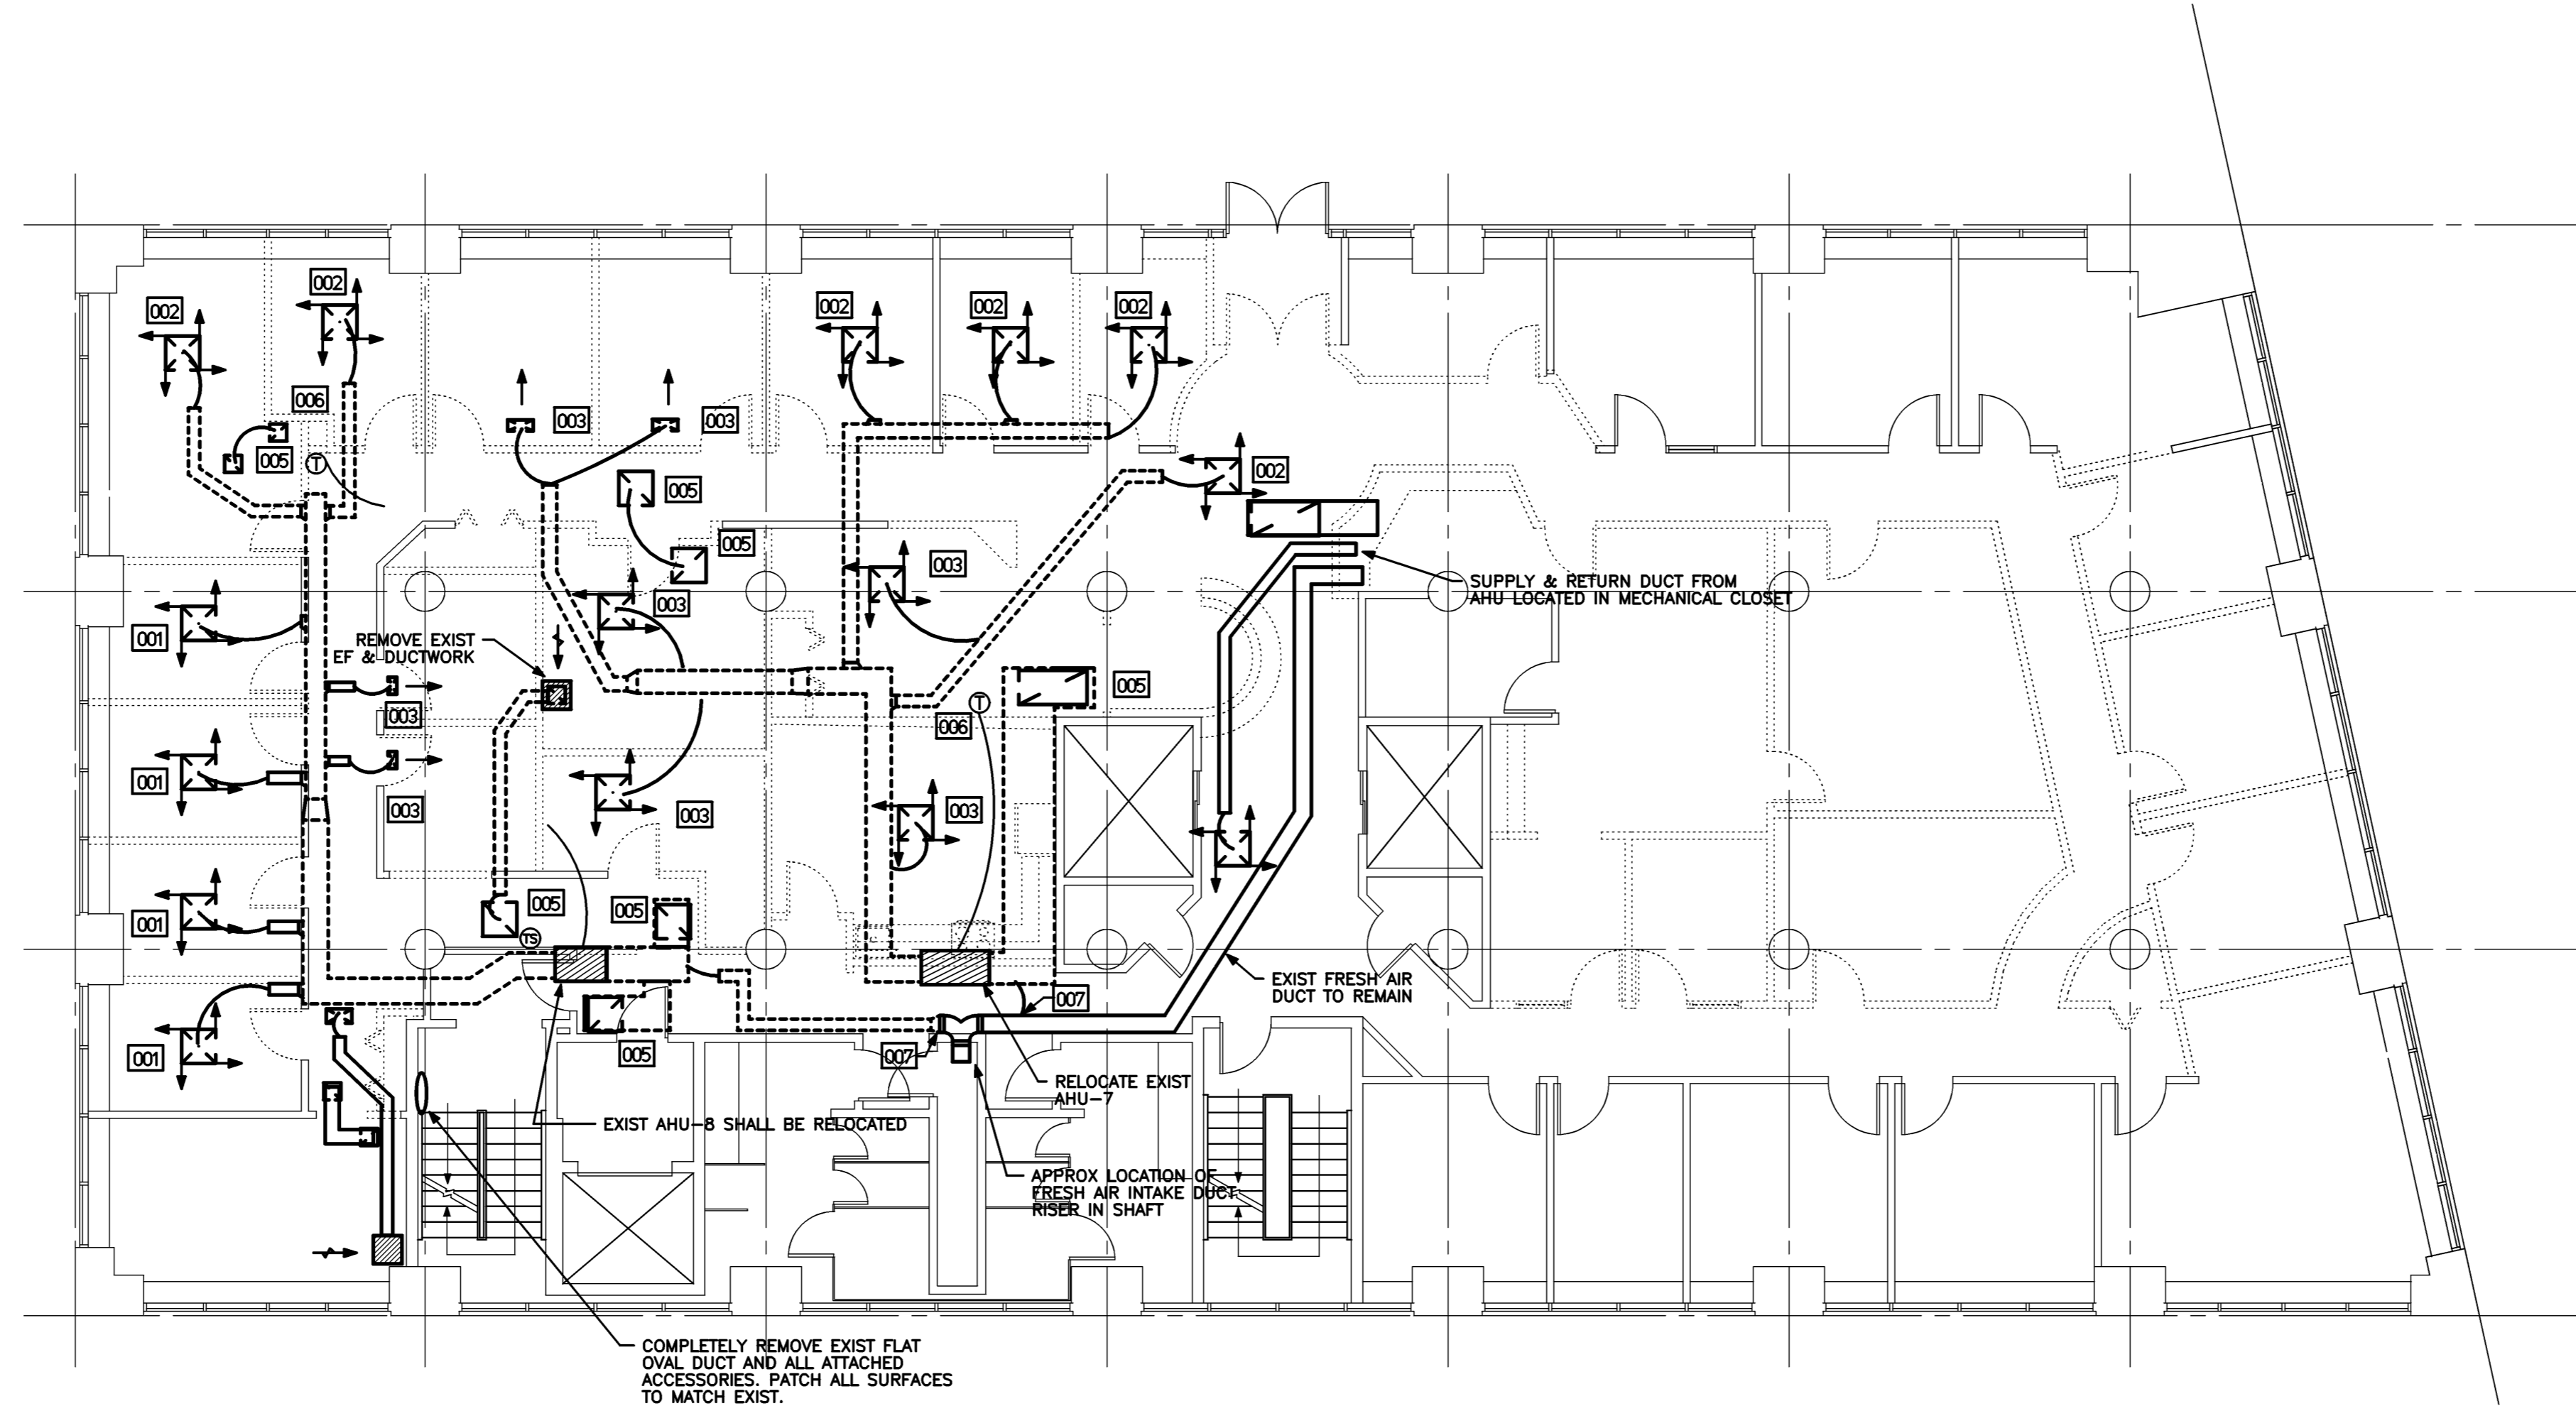 002
002
002
002
002
006
003
003
005
T
002
005
005
003
003
SUPPLY & RETURN DUCT FROM
AHU LOCATED IN MECHANICAL CLOSET
001
REMOVE EXIST
EF & DUCTWORK
005
003
T
006
001
003
003
003
005
005
001
TS
EXIST FRESH AIR
DUCT TO REMAIN
007
001
005
007
RELOCATE EXIST
AHU-7
EXIST AHU-8 SHALL BE RELOCATED
APPROX LOCATION OF
FRESH AIR INTAKE DUCT
RISER IN SHAFT
COMPLETELY REMOVE EXIST FLAT
OVAL DUCT AND ALL ATTACHED
ACCESSORIES. PATCH ALL SURFACES
TO MATCH EXIST.